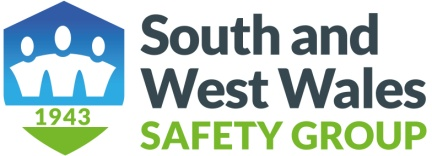 South and
West Wales
SAFETY GROUP
1943